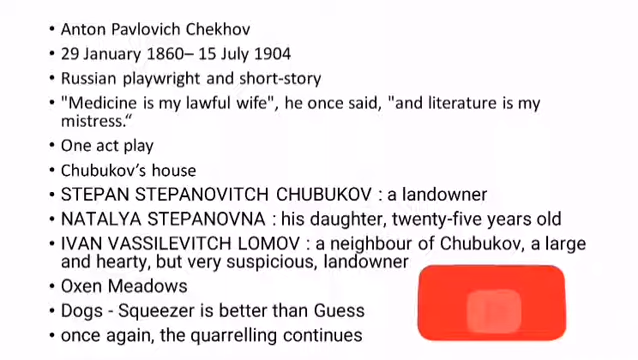 • Anton Pavlovich Chekhov
• 29 January 1860– 15 July 1904
• Russian playwright and short-story
• "Medicine is my lawful wife", he once said, "and literature is my
mistress.“
• One act play
• Chubukov’s house
• STEPAN STEPANOVITCH CHUBUKOV : a landowner
• NATALYA STEPANOVNA : his daughter, twenty-five years old
• IVAN VASSILEVITCH LOMOV : a neighbour of Chubukov, a large
and hearty, but very suspicious, landowner
• Oxen Meadows
• Dogs - Squeezer is better than Guess
• once again, the quarrelling continues